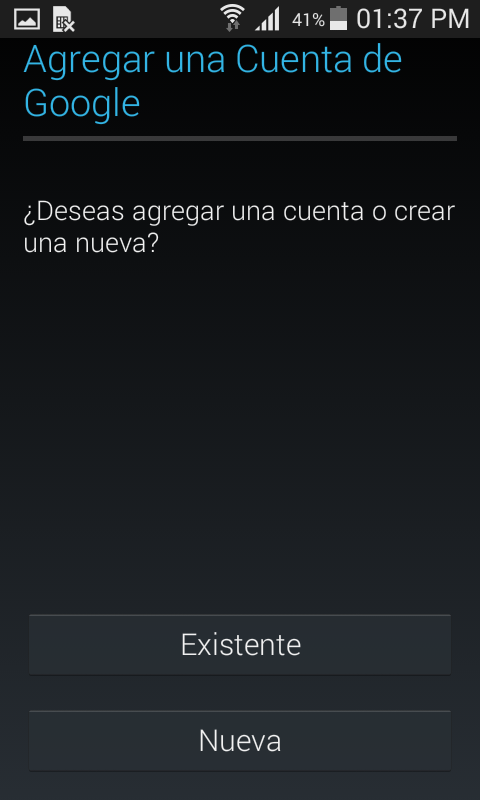 41% 01:37 PM
Agregar una Cuenta de
Google
¿Deseas agregar una cuenta o crear
una nueva?
Existente
Nueva